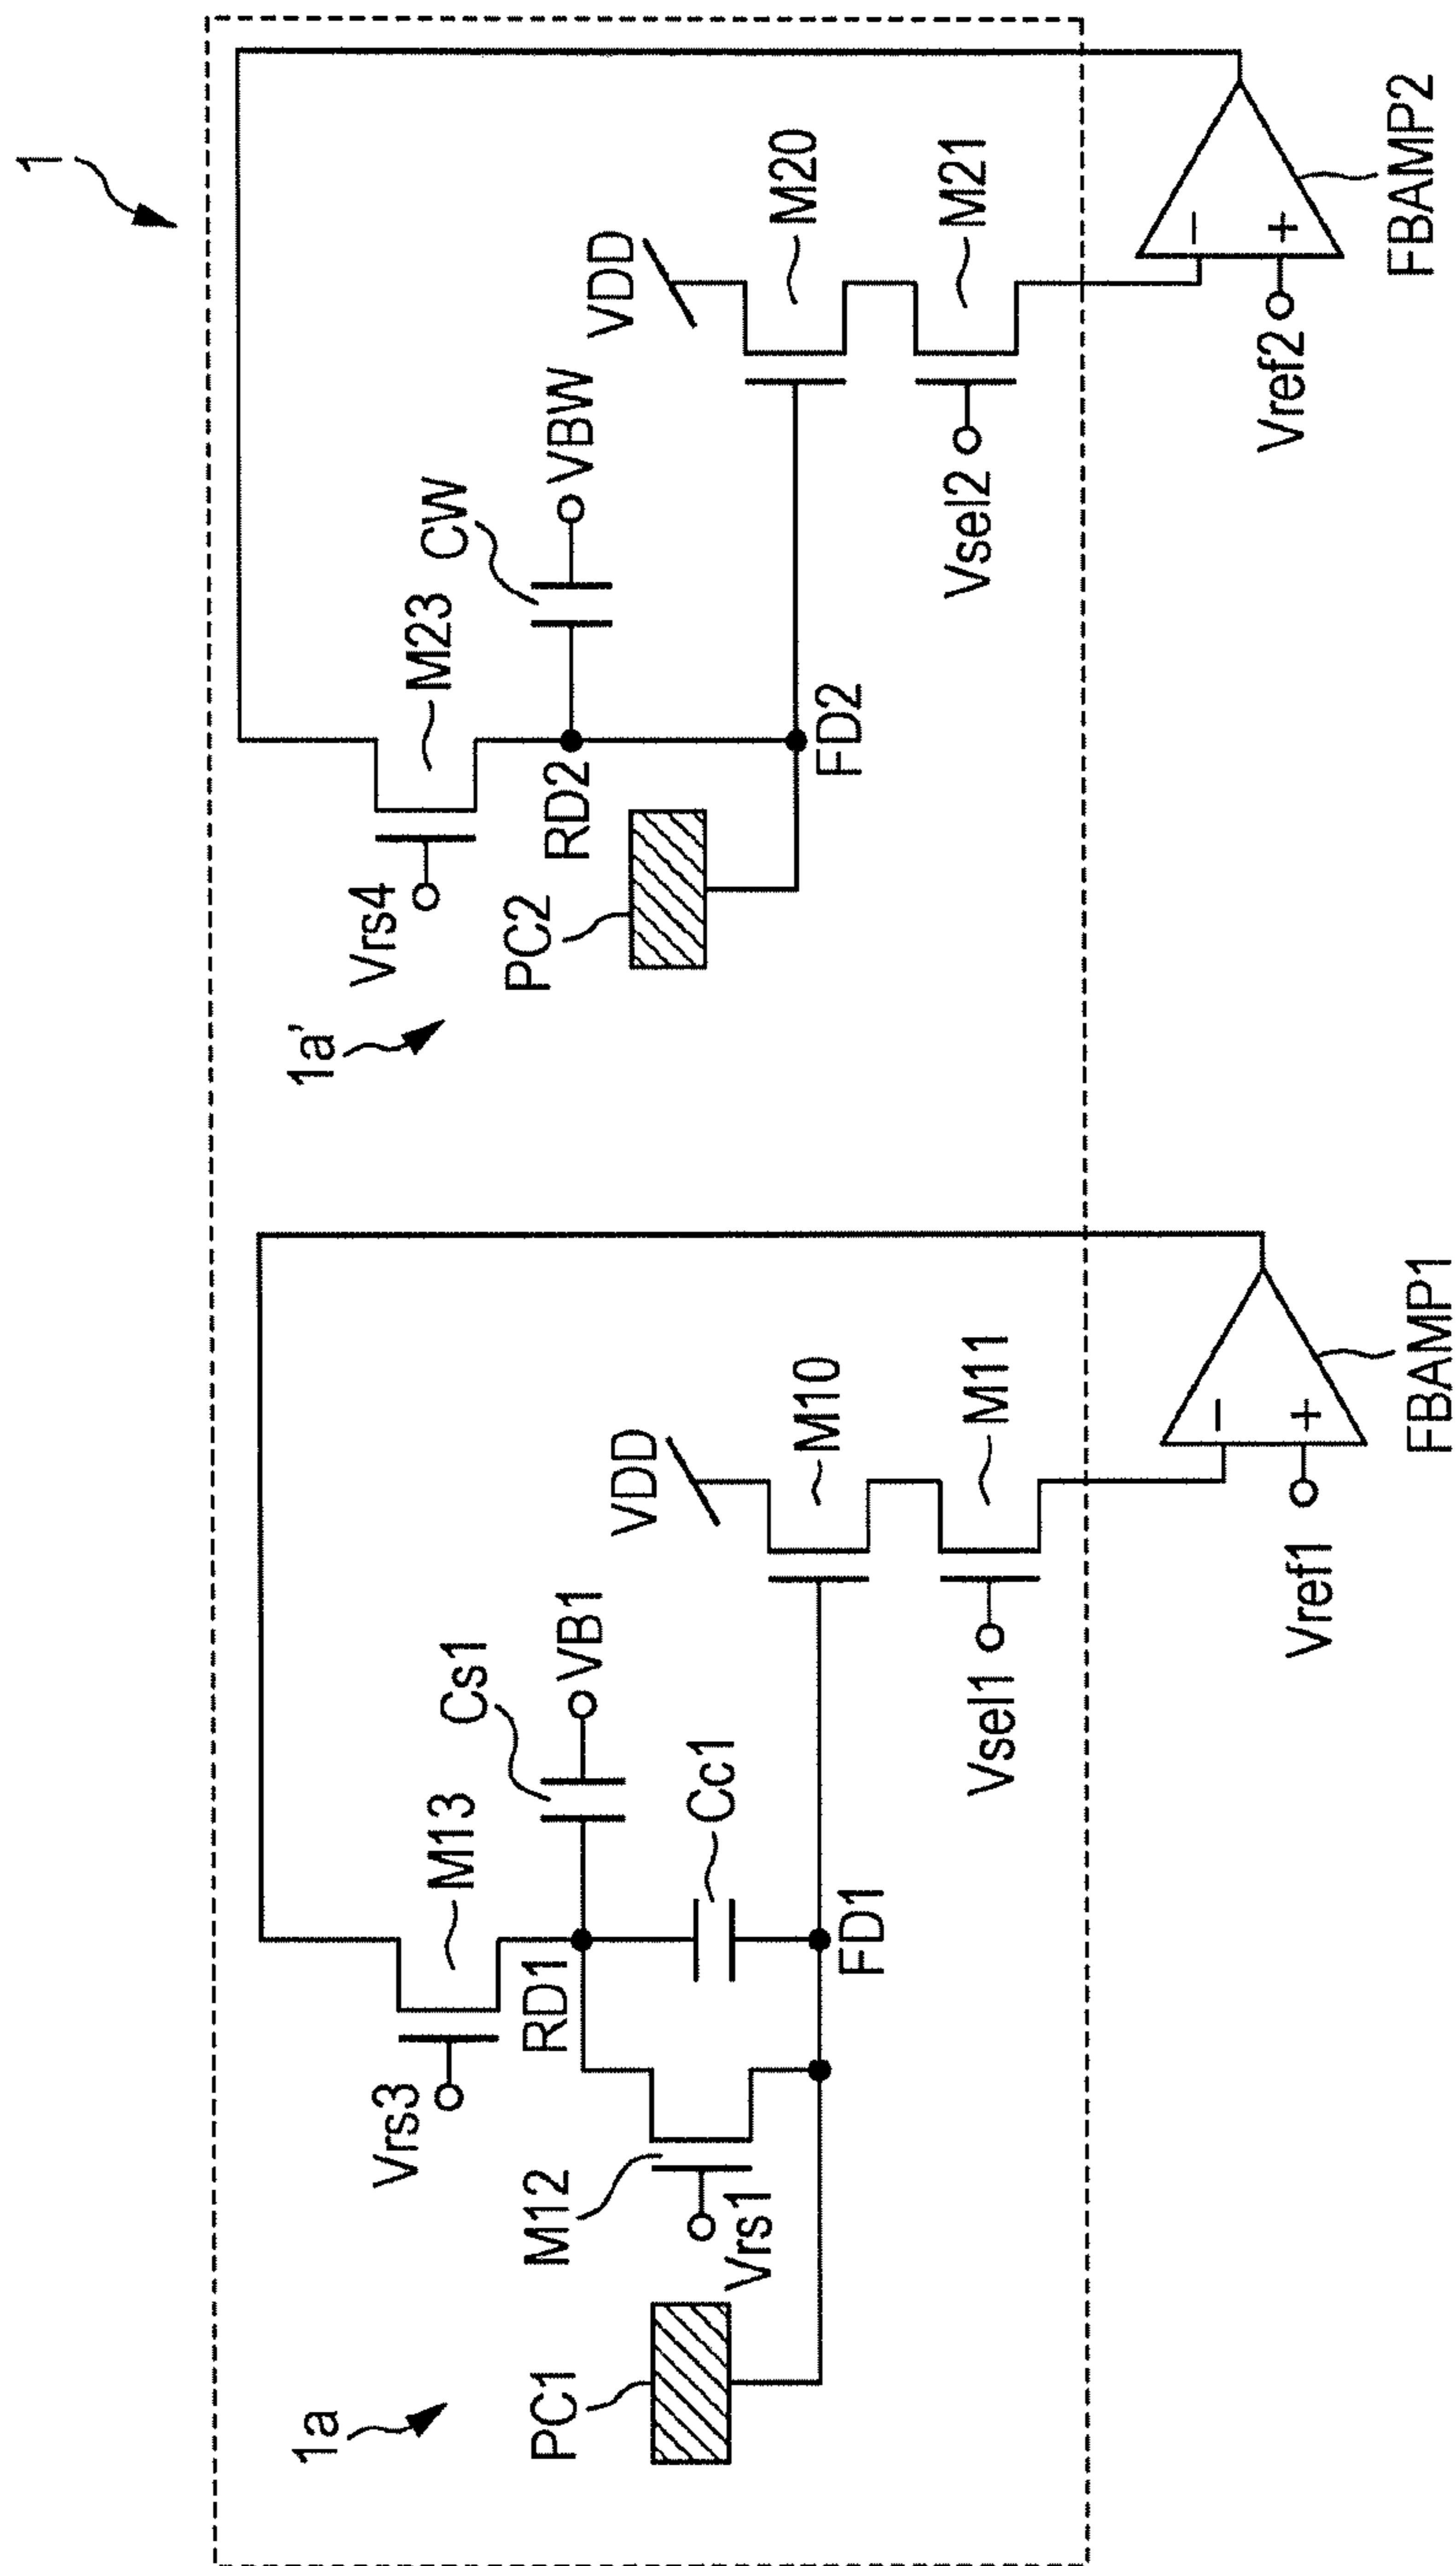 1
1a
PC1
M12
Vrs1
Vrs3
M13
RD1
Cs1
VB1
Cc1
FD1
VDD
M10
M11
Vsel1
Vref1
−
+
FBAMP1
1a'
PC2
Vrs4
M23
RD2
CW
VBW
FD2
VDD
M20
M21
Vsel2
Vref2
−
+
FBAMP2